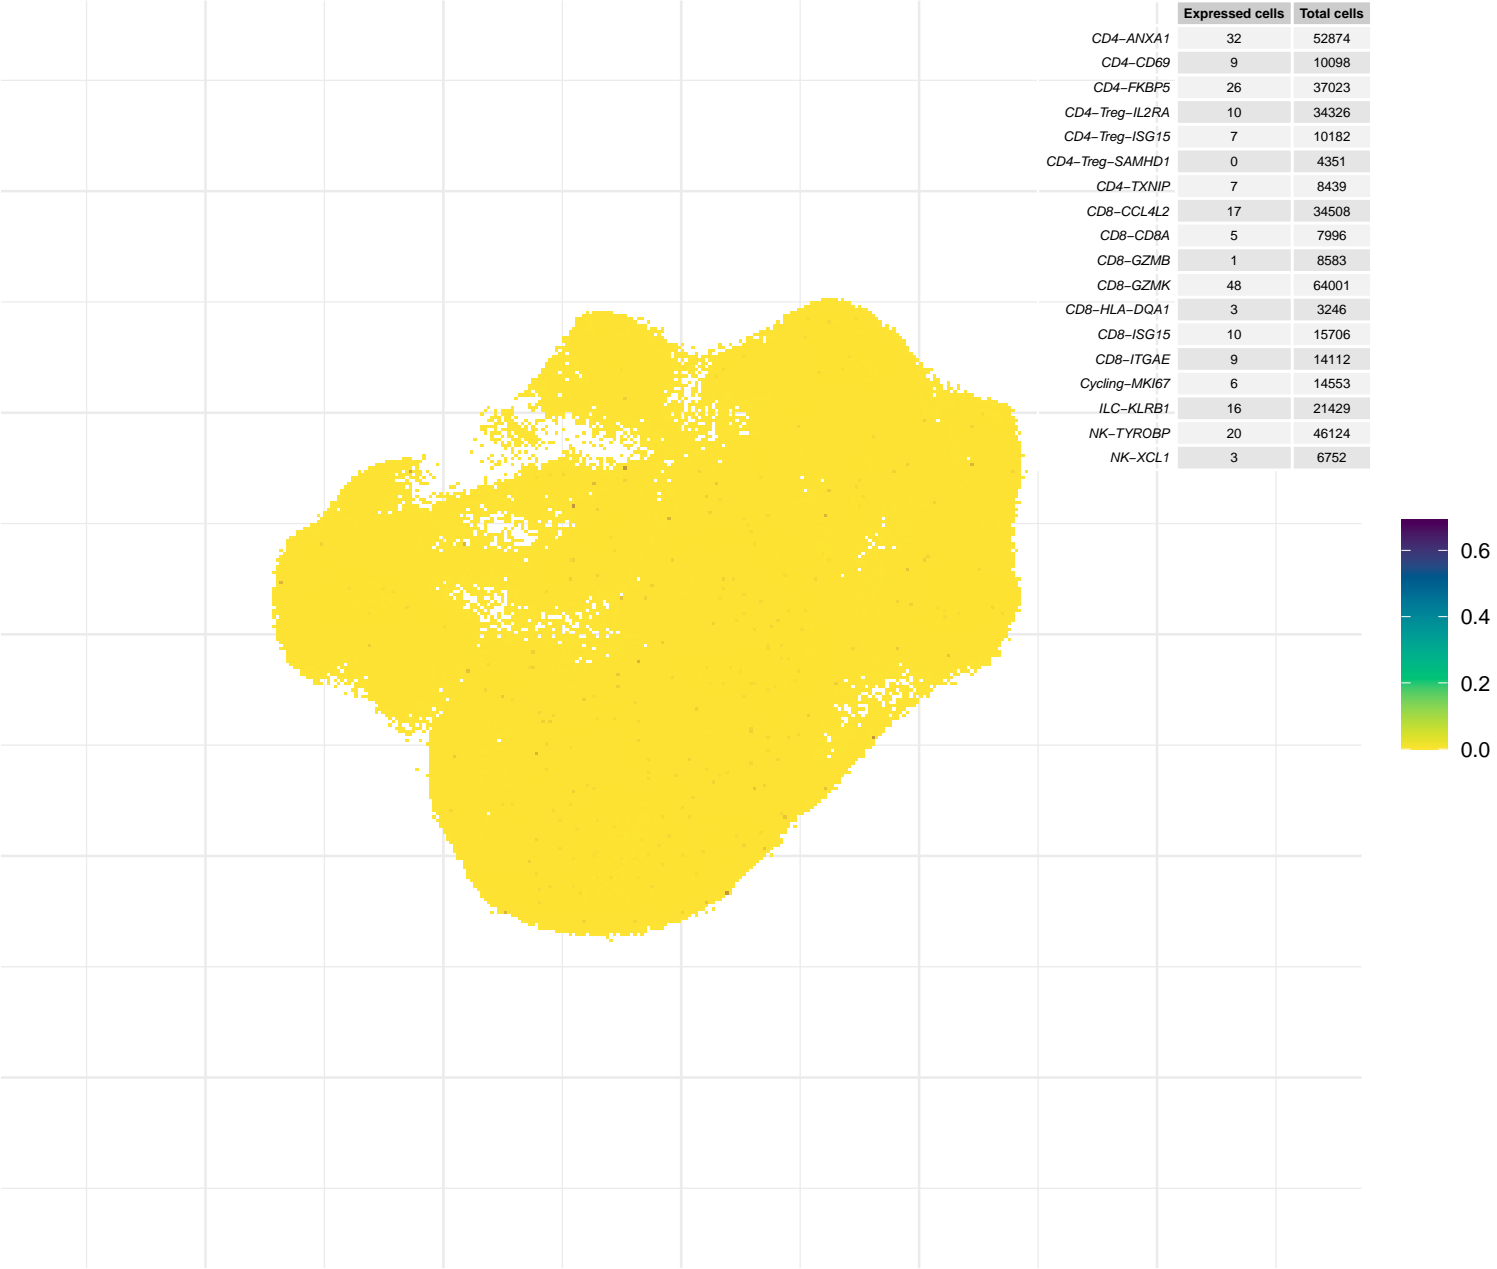 Expressed cells Total cells
CD4−ANXA1 32 52874
CD4−CD69 9 10098
CD4−FKBP5 26 37023
CD4−Treg−IL2RA 10 34326
CD4−Treg−ISG15 7 10182
CD4−Treg−SAMHD1 0 4351
CD4−TXNIP 7 8439
CD8−CCL4L2 17 34508
CD8−CD8A 5 7996
CD8−GZMB 1 8583
CD8−GZMK 48 64001
CD8−HLA−DQA1 3 3246
CD8−ISG15 10 15706
CD8−ITGAE 9 14112
Cycling−MKI67 6 14553
ILC−KLRB1 16 21429
NK−TYROBP 20 46124
NK−XCL1 3 6752
0.6
0.4
0.2
0.0